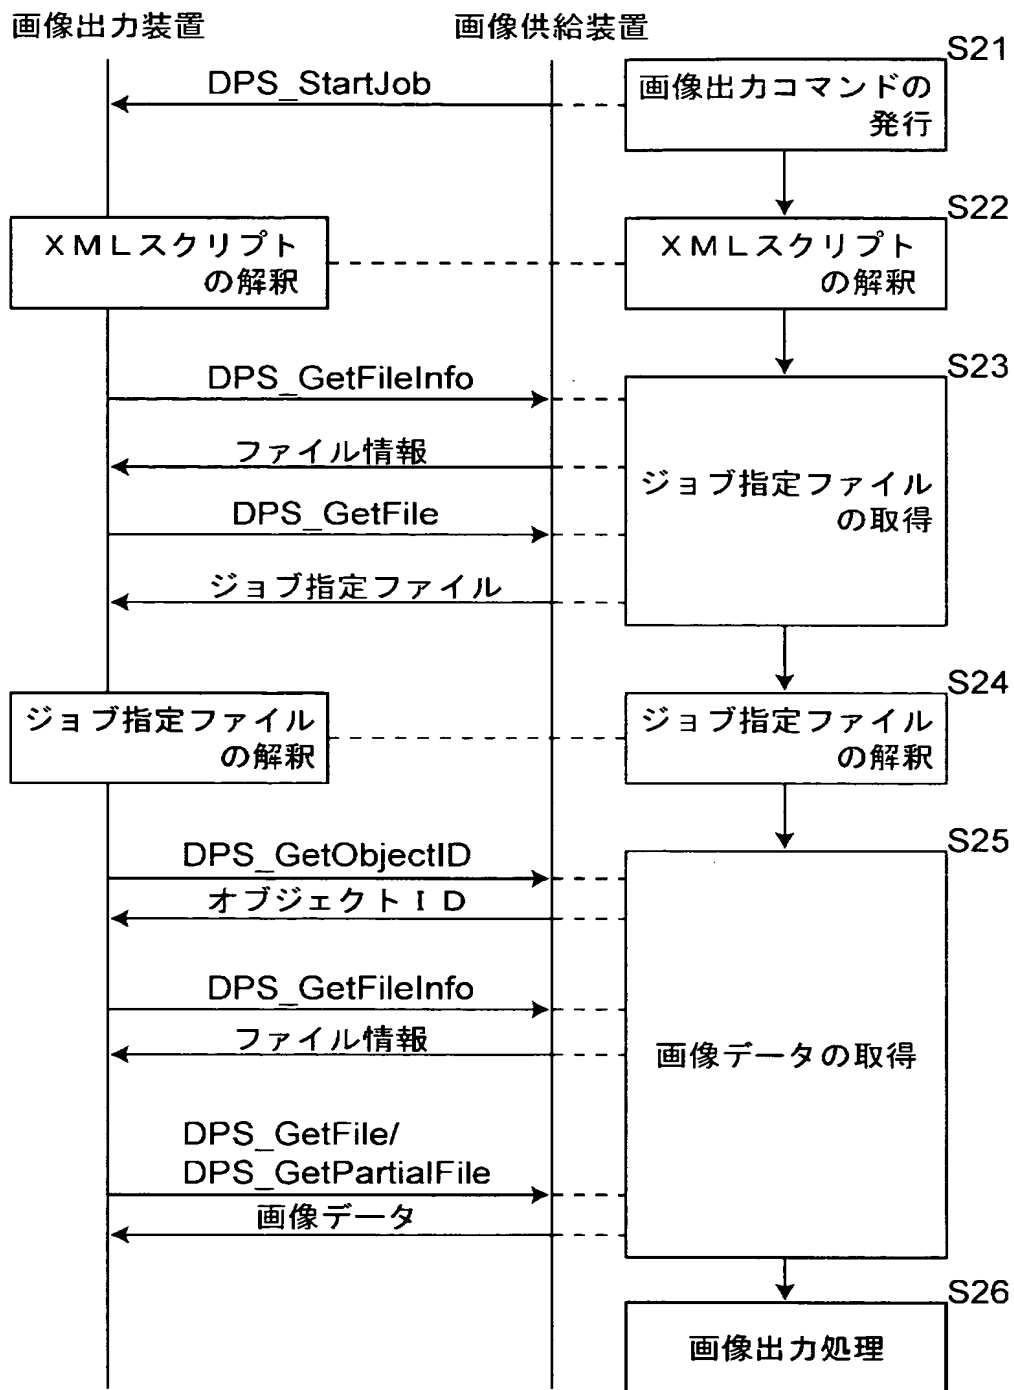 画像出力装置
画像供給装置
S21
DPS_StartJob
画像出力コマンドの
発行
S22
XMLスクリプト
の解釈
XMLスクリプト
の解釈
S23
DPS_GetFileInfo
ファイル情報
DPS_GetFile
ジョブ指定ファイル
ジョブ指定ファイル
の取得
S24
ジョブ指定ファイル
の解釈
ジョブ指定ファイル
の解釈
S25
DPS_GetObjectID
オブジェクトID
DPS_GetFileInfo
ファイル情報
DPS_GetFile/
DPS_GetPartialFile
画像データ
画像データの取得
S26
画像出力処理